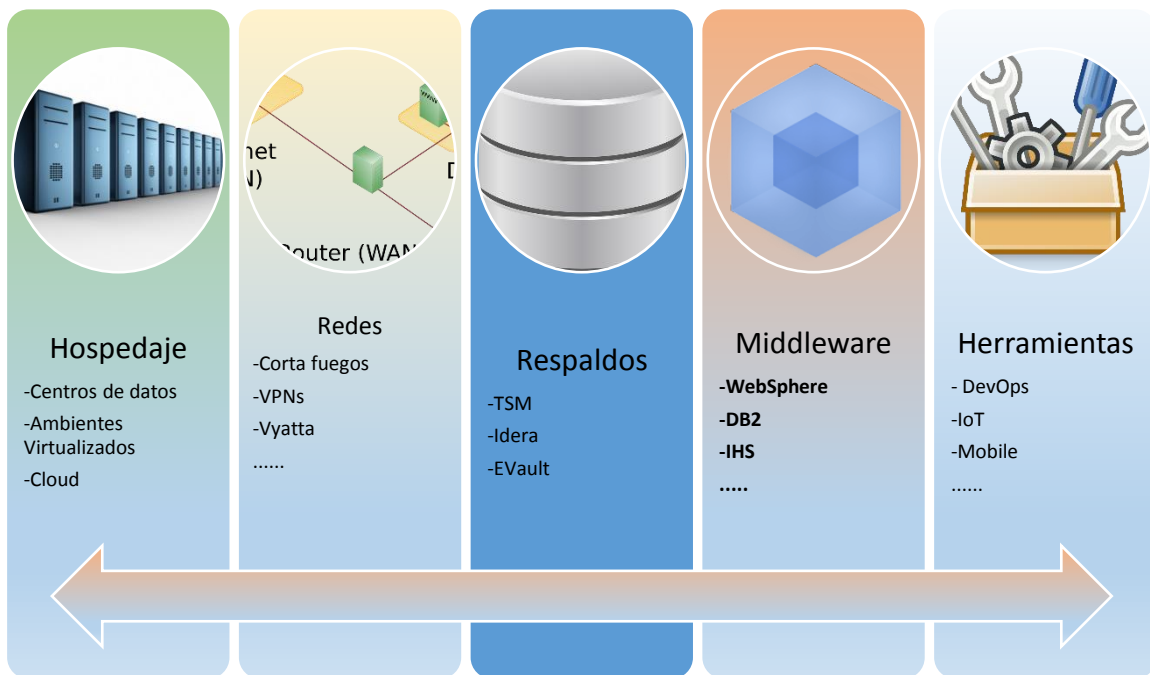 net
N)
Router (WAN
D
Hospedaje
-Centros de datos
-Ambientes
Virtualizados
-Cloud
Redes
-Corta fuegos
-VPNs
-Vyatta
......
Respaldos
-TSM
-Idera
-EVault
Middleware
-WebSphere
-DB2
-IHS
.....
Herramientas
- DevOps
-IoT
-Mobile
......